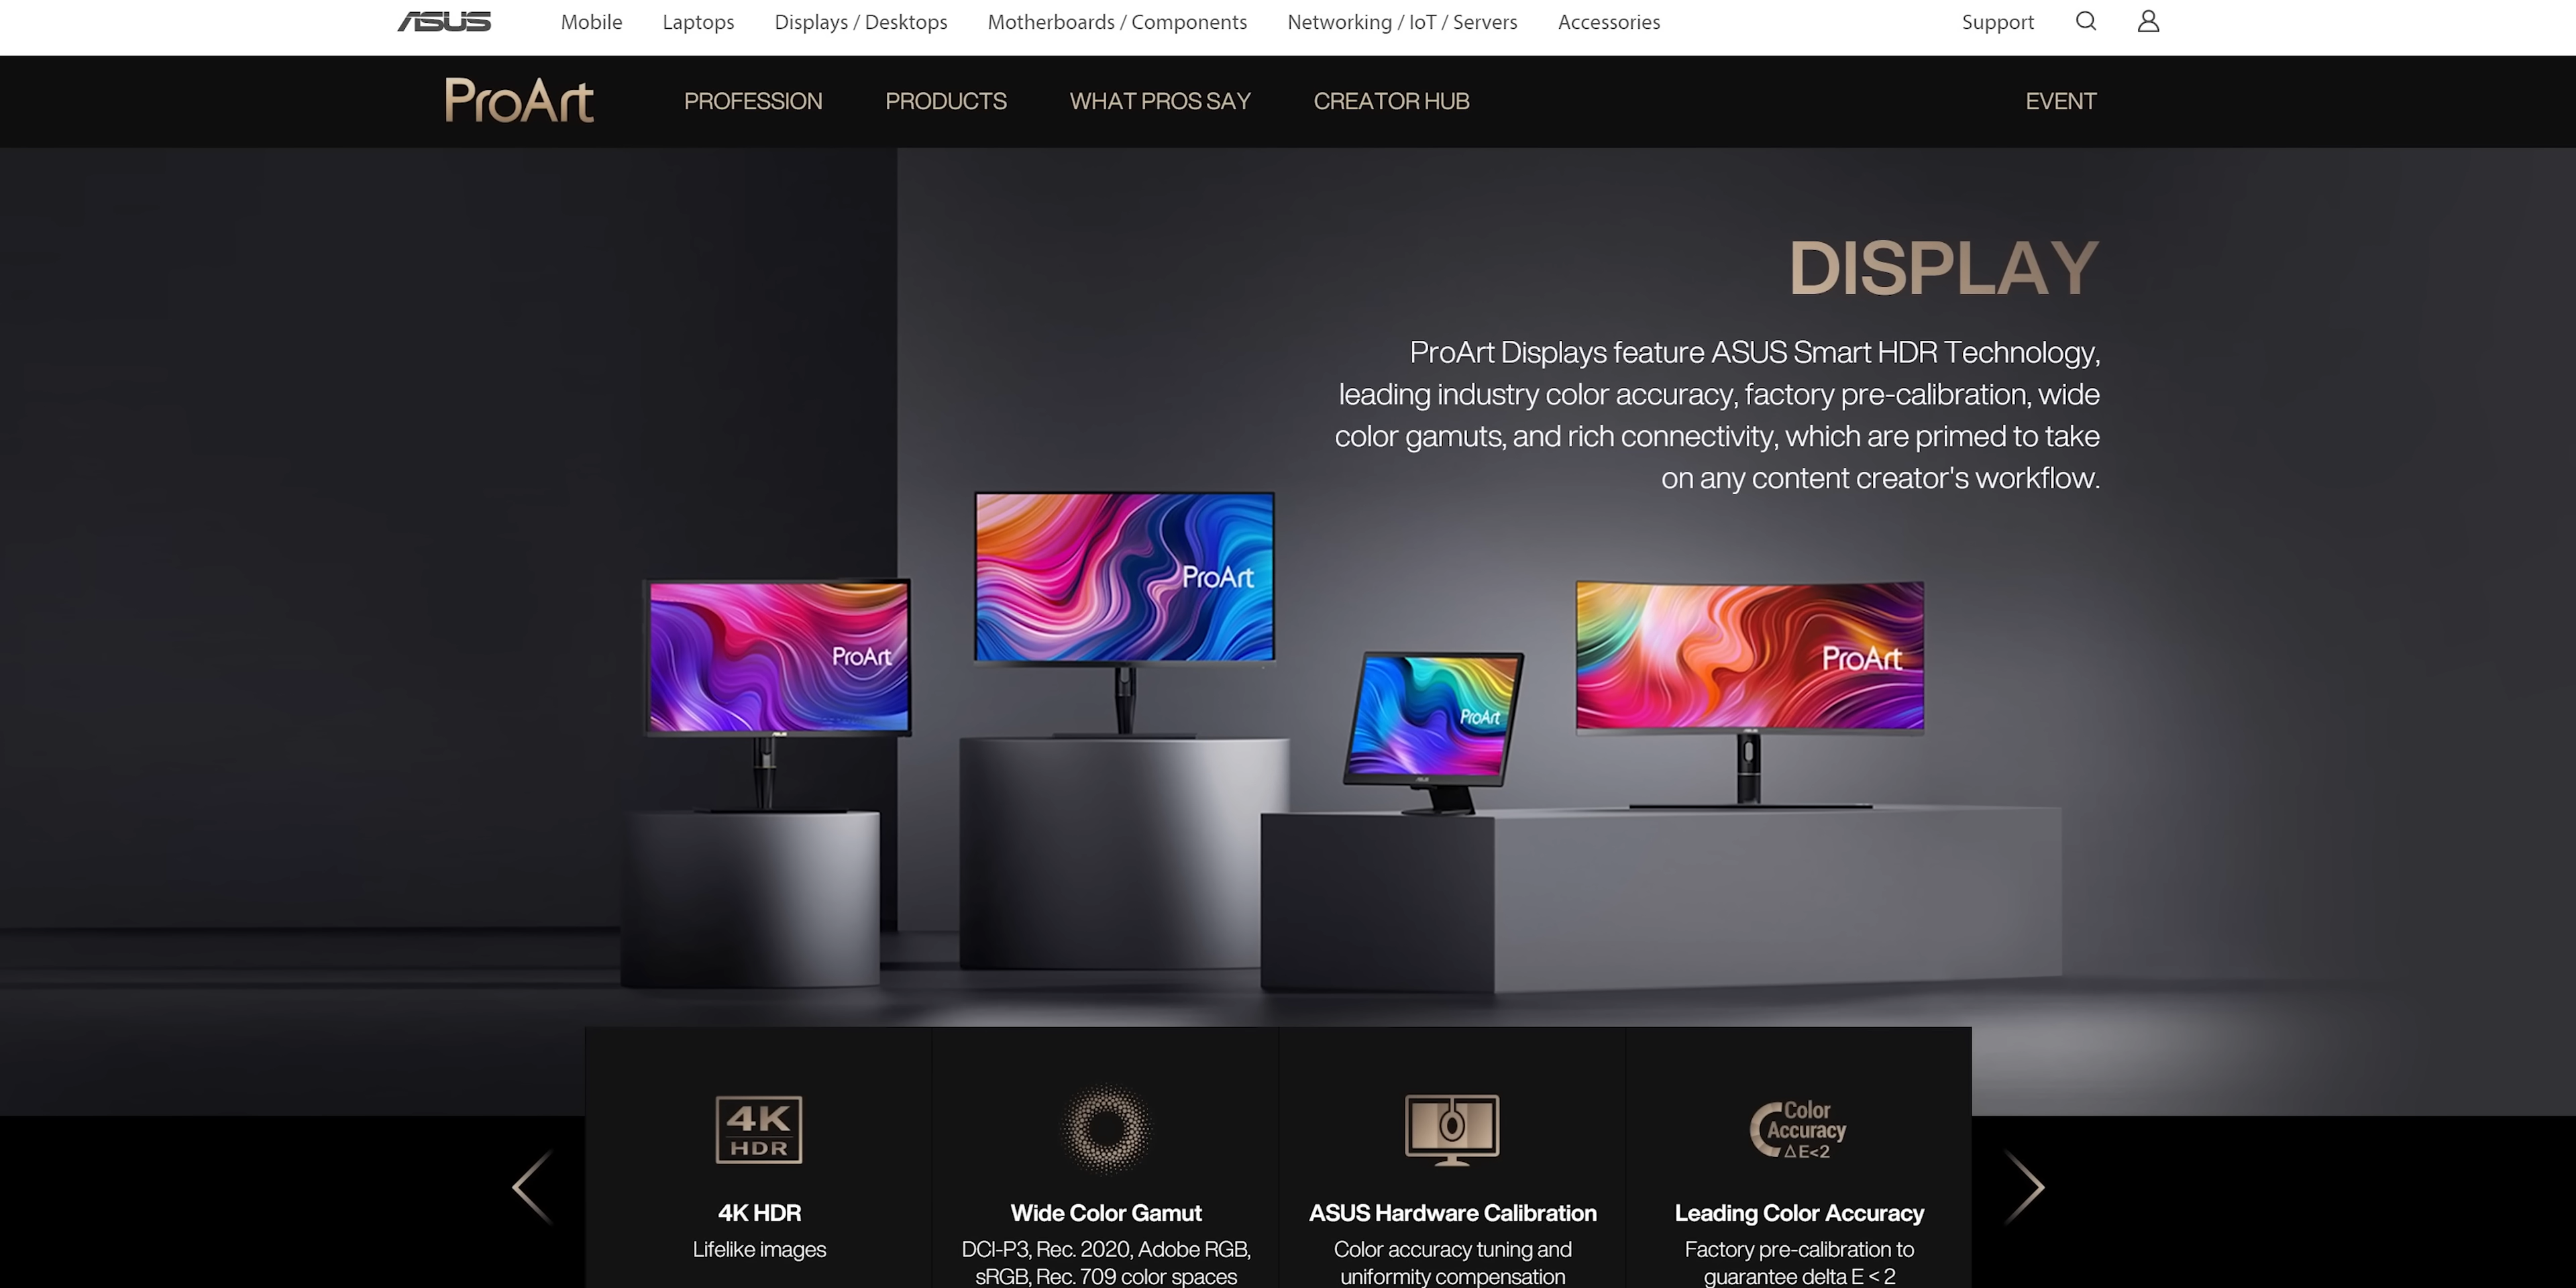 ASUS
Mobile
Laptops
Displays / Desktops
Motherboards / Components
Networking / IoT / Servers
Accessories
Support
ProArt
PROFESSION
PRODUCTS
WHAT PROS SAY
CREATOR HUB
EVENT
DISPLAY
ProArt Displays feature ASUS Smart HDR Technology,
leading industry color accuracy, factory pre-calibration, wide
color gamuts, and rich connectivity, which are primed to take
on any content creator's workflow.
ProArt
ProArt
ProArt
ProArt
4K
HDR
4K HDR
Lifelike images
Wide Color Gamut
DCI-P3, Rec. 2020, Adobe RGB,
sRGB, Rec. 709 color spaces
ASUS Hardware Calibration
Color accuracy tuning and
uniformity compensation
Color
Accuracy
△E<2
Leading Color Accuracy
Factory pre-calibration to
guarantee delta E < 2